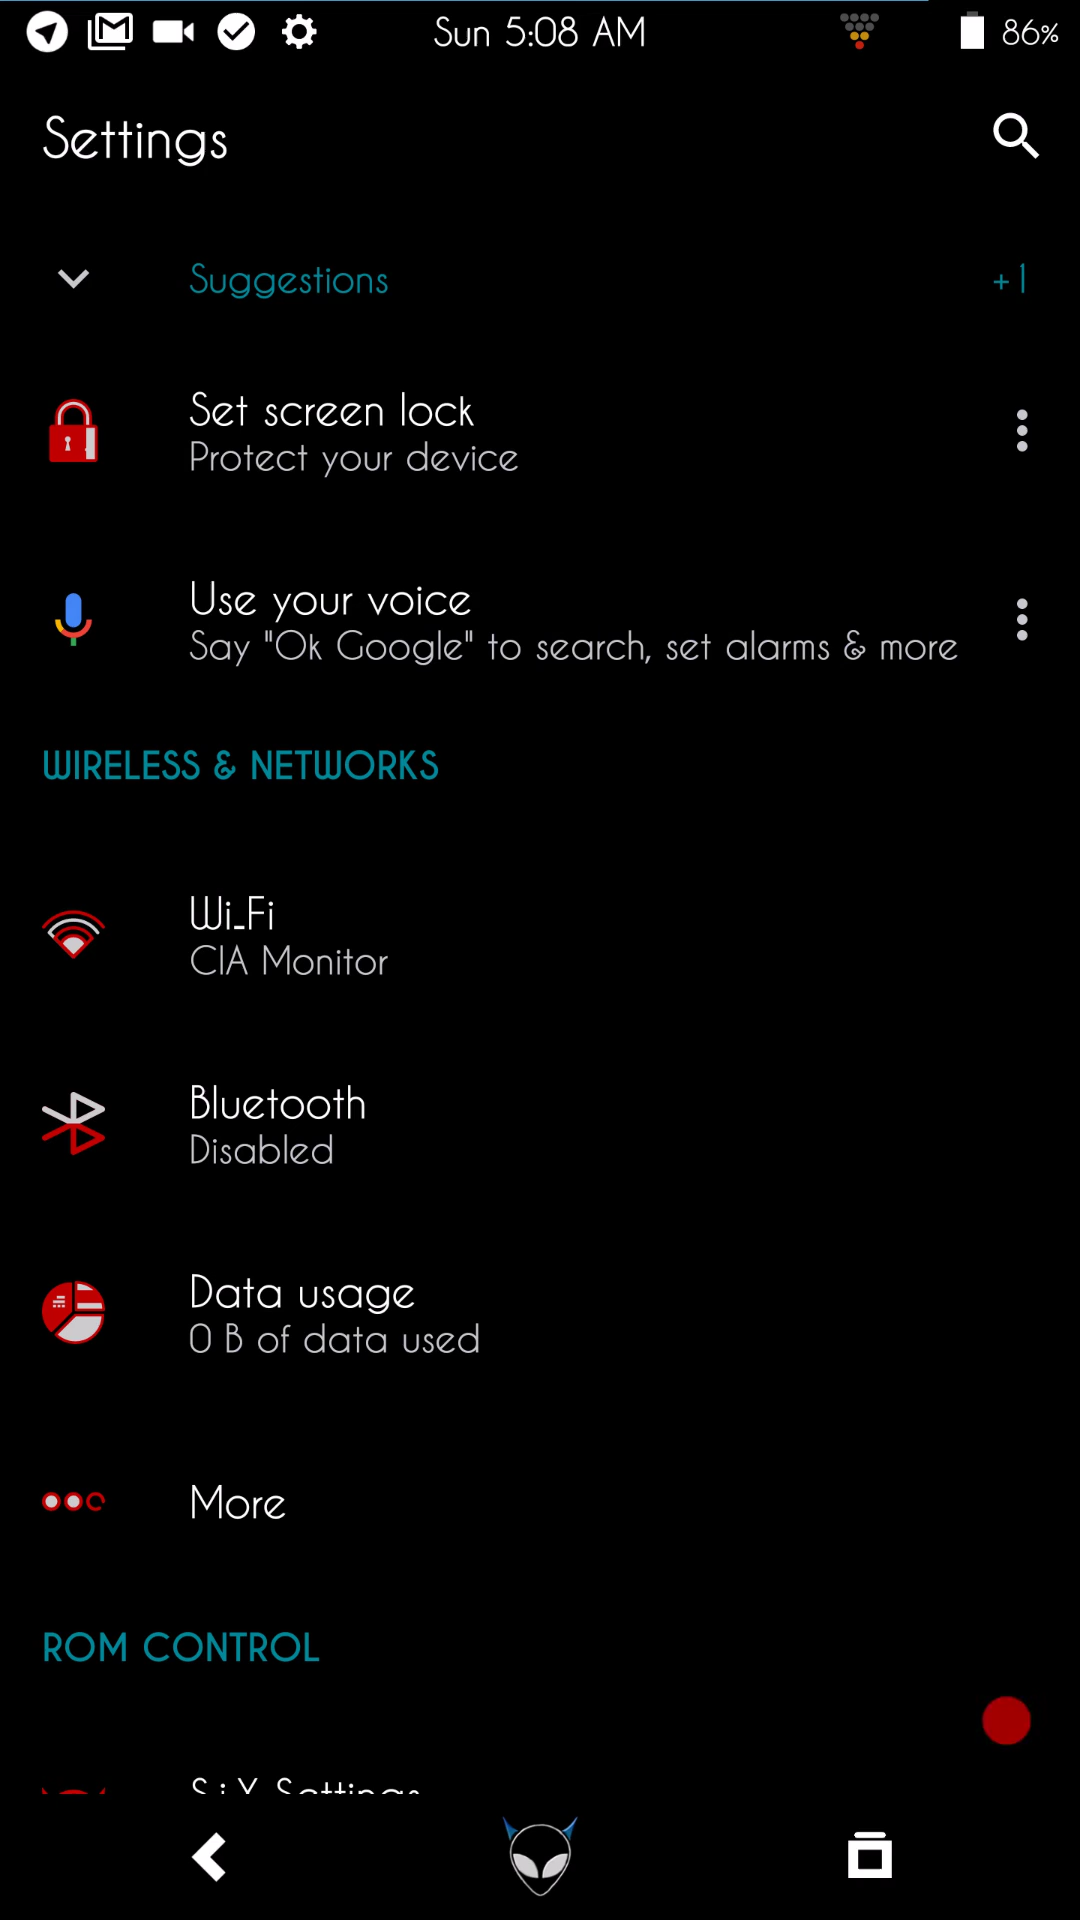 Sun 5:08 AM
86%
Settings
Suggestions
+1
Set screen lock
Protect your device
Use your voice
Say "Ok Google" to search, set alarms & more
WIRELESS & NETWORKS
Wi-Fi
CIA Monitor
Bluetooth
Disabled
Data usage
0 B of data used
More
ROM CONTROL
S.i.X Settings